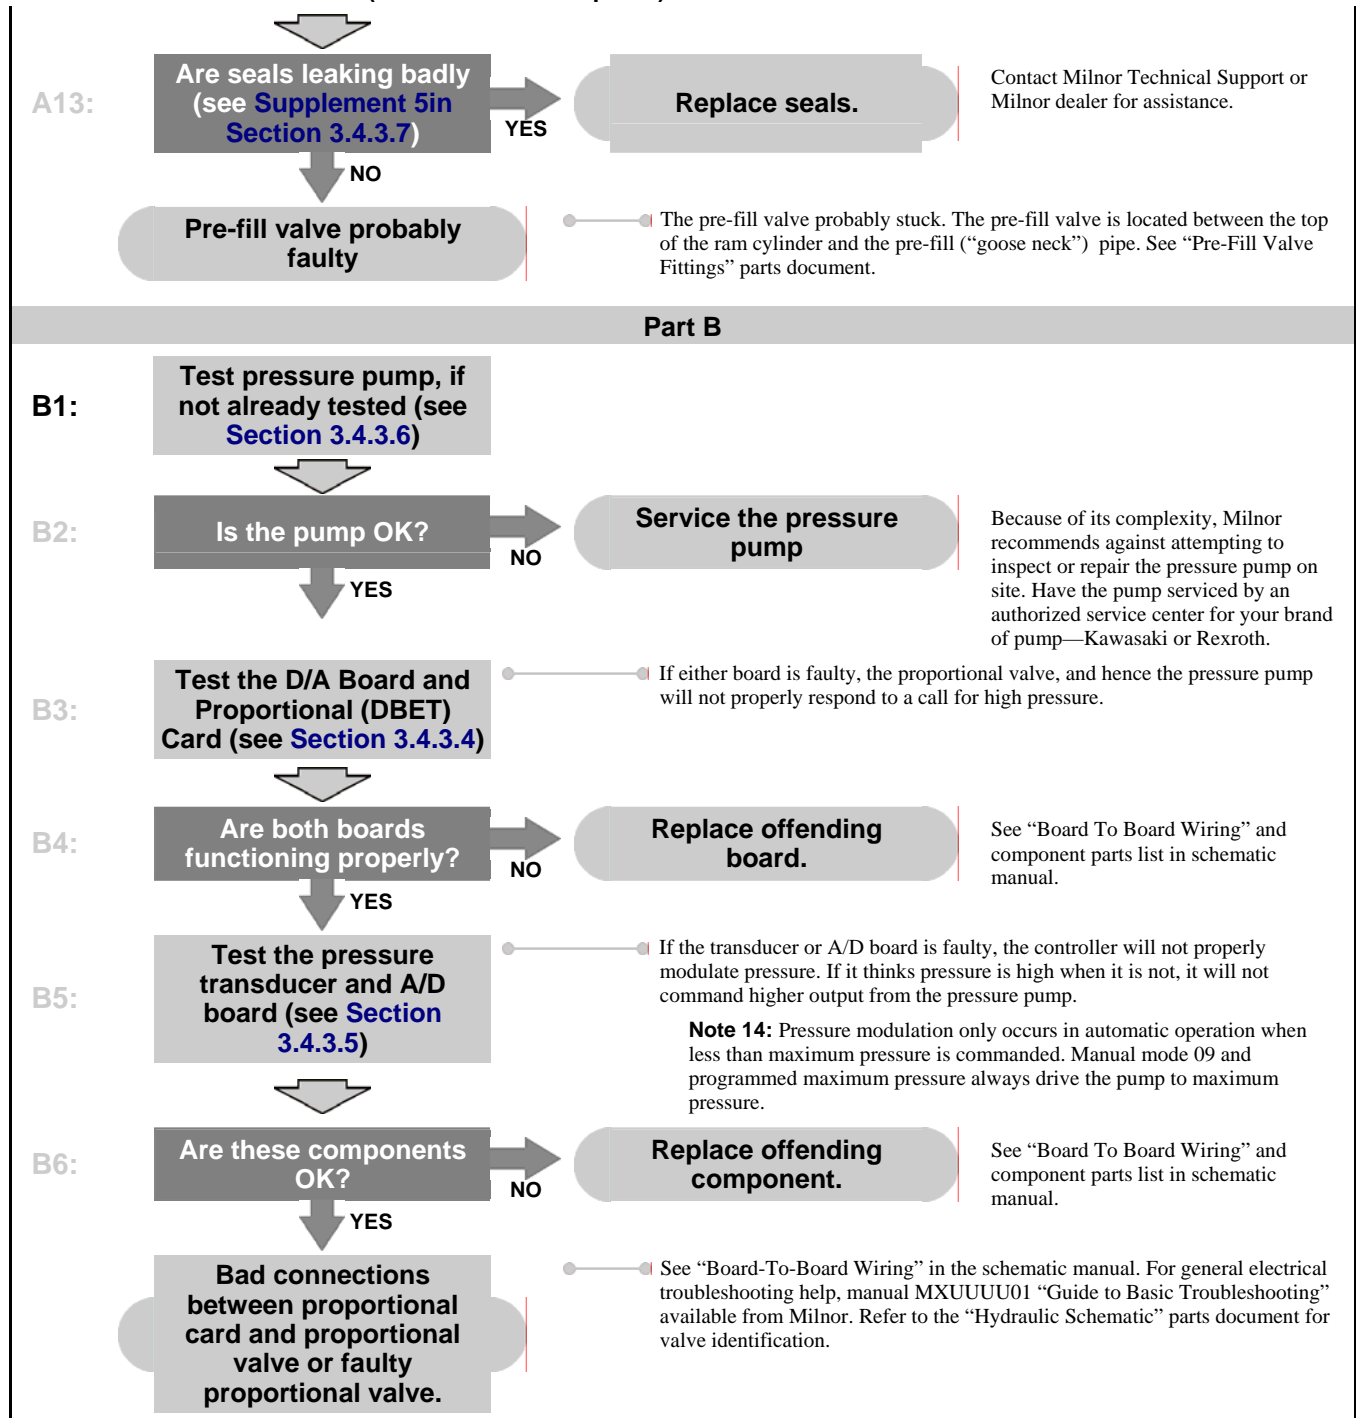 A13:
Are seals leaking badly
(see Supplement 5in
Section 3.4.3.7)
YES
Replace seals.
Contact Milnor Technical Support or
Milnor dealer for assistance.
NO
Pre-fill valve probably
faulty
The pre-fill valve probably stuck. The pre-fill valve is located between the top
of the ram cylinder and the pre-fill (“goose neck”)  pipe. See “Pre-Fill Valve
Fittings” parts document.
Part B
B1:
Test pressure pump, if
not already tested (see
Section 3.4.3.6)
B2:
Is the pump OK?
NO
Service the pressure
pump
Because of its complexity, Milnor
recommends against attempting to
inspect or repair the pressure pump on
site. Have the pump serviced by an
authorized service center for your brand
of pump—Kawasaki or Rexroth.
YES
B3:
Test the D/A Board and
Proportional (DBET)
Card (see Section 3.4.3.4)
If either board is faulty, the proportional valve, and hence the pressure pump
will not properly respond to a call for high pressure.
B4:
Are both boards
functioning properly?
NO
Replace offending
board.
See “Board To Board Wiring” and
component parts list in schematic
manual.
YES
B5:
Test the pressure
transducer and A/D
board (see Section
3.4.3.5)
If the transducer or A/D board is faulty, the controller will not properly
modulate pressure. If it thinks pressure is high when it is not, it will not
command higher output from the pressure pump.
Note 14: Pressure modulation only occurs in automatic operation when
less than maximum pressure is commanded. Manual mode 09 and
programmed maximum pressure always drive the pump to maximum
pressure.
B6:
Are these components
OK?
NO
Replace offending
component.
See “Board To Board Wiring” and
component parts list in schematic
manual.
YES
Bad connections
between proportional
card and proportional
valve or faulty
proportional valve.
See “Board-To-Board Wiring” in the schematic manual. For general electrical
troubleshooting help, manual MXUUUU01 “Guide to Basic Troubleshooting”
available from Milnor. Refer to the “Hydraulic Schematic” parts document for
valve identification.